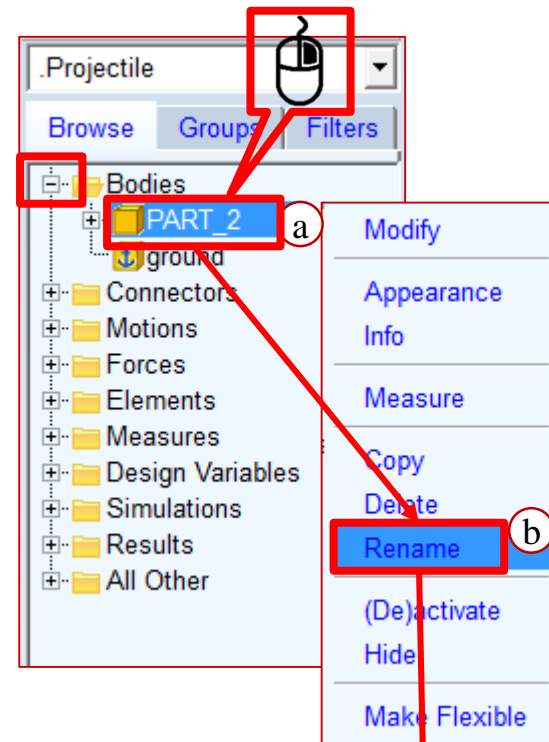 .Projectile
Browse Groups Filters
Bodies
PART_2
a
ground
Connectors
Motions
Forces
Elements
Measures
Design Variables
Simulations
Results
All Other
Modify
Appearance
Info
Measure
Copy
Delete
Rename
b
(De)activate
Hide
Make Flexible